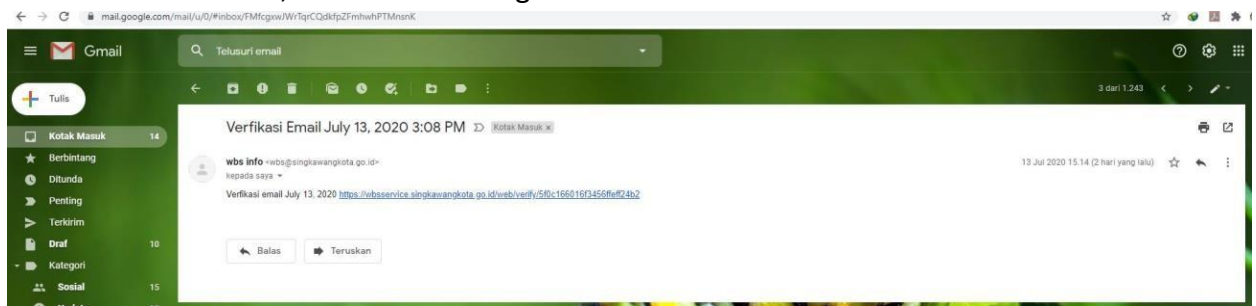 mail.google.com/mail/u/0/#inbox/FMfcgxwJWrTqrCQdkfpZFmhwhPTMnsnK
Gmail
Telusuri email
Tulis
3 dari 1.243
Kotak Masuk 14
Verfikasi Email July 13, 2020 3:08 PM Kotak Masuk x
Berbintang
wbs info <wbs@singkawangkota.go.id>
13 Jul 2020 15.14 (2 hari yang lalu)
Ditunda
kepada saya
Penting
Verfikasi email July 13, 2020 https://wbsservice.singkawangkota.go.id/web/verify/5f0c166016f3456ffeff24b2
Terkirim
Draf 10
Balas
Teruskan
Kategori
Sosial 15